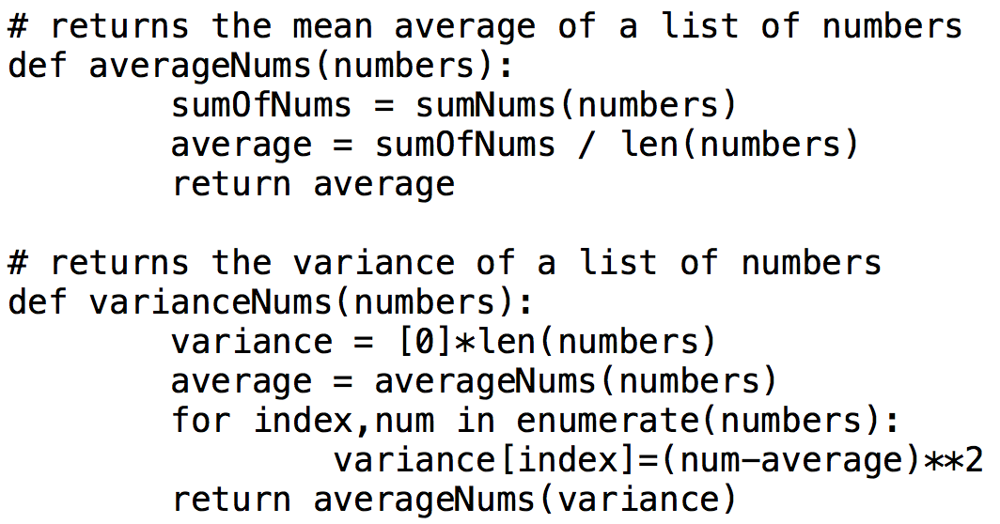 # returns the mean average of a list of numbers
def averageNums(numbers):
        sumOfNums = sumNums(numbers)
        average = sumOfNums / len(numbers)
        return average

# returns the variance of a list of numbers
def varianceNums(numbers):
        variance = [0]*len(numbers)
        average = averageNums(numbers)
        for index,num in enumerate(numbers):
                variance[index]=(num-average)**2
        return averageNums(variance)